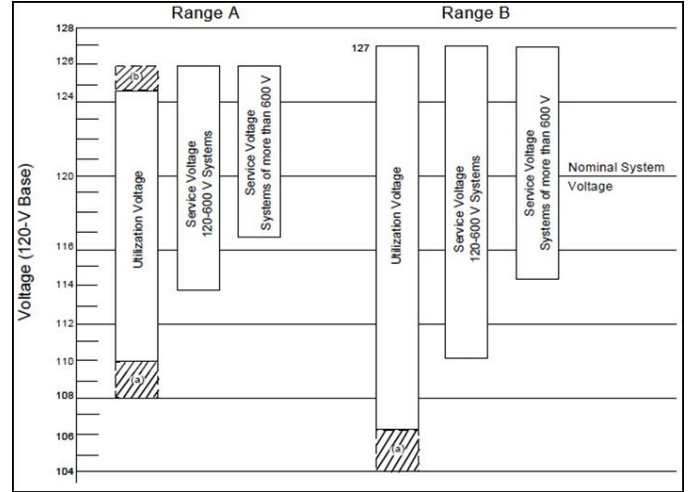 Range A
Range B
Voltage (120-V Base)
128
126
124
120
116
114
112
110
108
106
104
(b)
Utilization Voltage
(a)
Service Voltage
120-600 V Systems
Service Voltage
Systems of more than 600 V
127
Utilization Voltage
(a)
Service Voltage
120-600 V Systems
Service Voltage
Systems of more than 600 V
Nominal System
Voltage